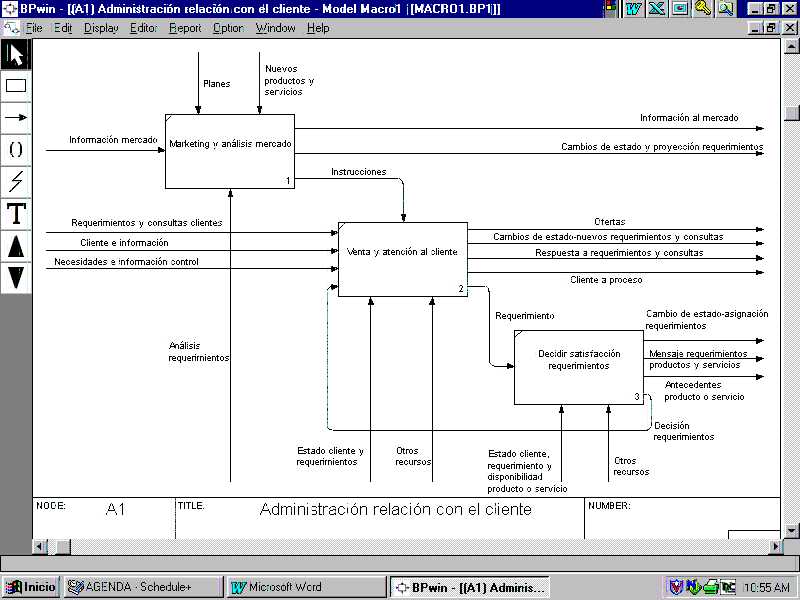 BPwin - [(A1) Administración relación con el cliente - Model Macro1 [MACRO1.BP1]]
File Edit Display Editor Report Option Window Help
Planes
Nuevos
productos y
servicios
Información mercado
Marketing y análisis mercado
1
Información al mercado
Cambios de estado y proyección requerimientos
Instrucciones
Requerimientos y consultas clientes
Cliente e información
Necesidades e información control
Venta y atención al cliente
2
Ofertas
Cambios de estado-nuevos requerimientos y consultas
Respuesta a requerimientos y consultas
Cliente a proceso
Requerimiento
Cambio de estado-asignación
requerimientos
Análisis
requerimientos
Decidir satisfacción
requerimientos
3
Mensaje requerimientos
productos y servicios
Antecedentes
producto o servicio
Decisión
requerimientos
Estado cliente y
requerimientos
Otros
recursos
Estado cliente,
requerimiento y
disponibilidad
producto o servicio
Otros
recursos
NODE: A1
TITLE: Administración relación con el cliente
NUMBER:
Inicio AGENDA - Schedule+ Microsoft Word BPwin - [(A1) Adminis... 10:55 AM